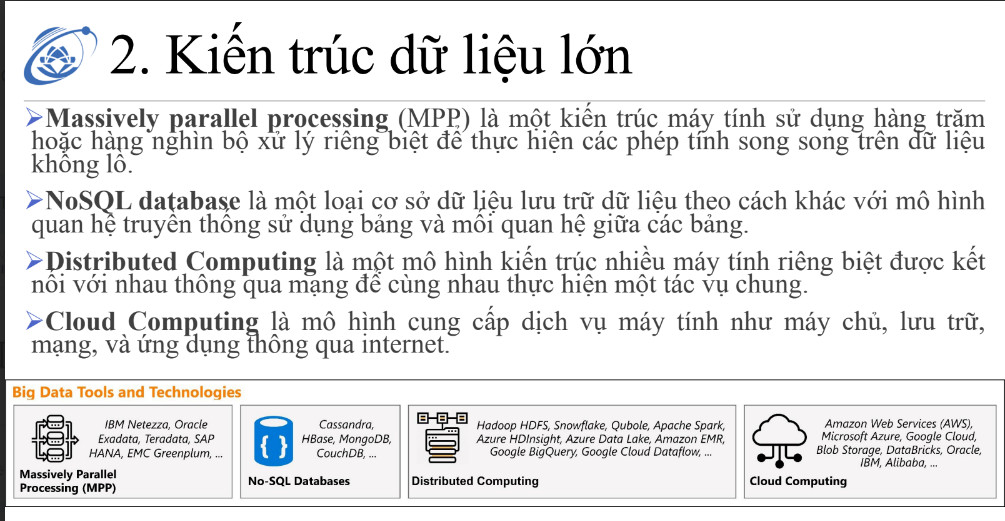 2. Kiến trúc dữ liệu lớn
➢Massively parallel processing (MPP) là một kiến trúc máy tính sử dụng hàng trăm
hoặc hàng nghìn bộ xử lý riêng biệt để thực hiện các phép tính song song trên dữ liệu
khổng lồ.
➢NoSQL database là một loại cơ sở dữ liệu lưu trữ dữ liệu theo cách khác với mô hình
quan hệ truyền thống sử dụng bảng và mối quan hệ giữa các bảng.
➢Distributed Computing là một mô hình kiến trúc nhiều máy tính riêng biệt được kết
nối với nhau thông qua mạng để cùng nhau thực hiện một tác vụ chung.
➢Cloud Computing là mô hình cung cấp dịch vụ máy tính như máy chủ, lưu trữ,
mạng, và ứng dụng thông qua internet.
Big Data Tools and Technologies
IBM Netezza, Oracle
Exadata, Teradata, SAP
HANA, EMC Greenplum, ...
Massively Parallel
Processing (MPP)
Cassandra,
HBase, MongoDB,
CouchDB, ...
No-SQL Databases
Hadoop HDFS, Snowflake, Qubole, Apache Spark,
Azure HDInsight, Azure Data Lake, Amazon EMR,
Google BigQuery, Google Cloud Dataflow, ...
Distributed Computing
Amazon Web Services (AWS),
Microsoft Azure, Google Cloud,
Blob Storage, DataBricks, Oracle,
IBM, Alibaba, ...
Cloud Computing